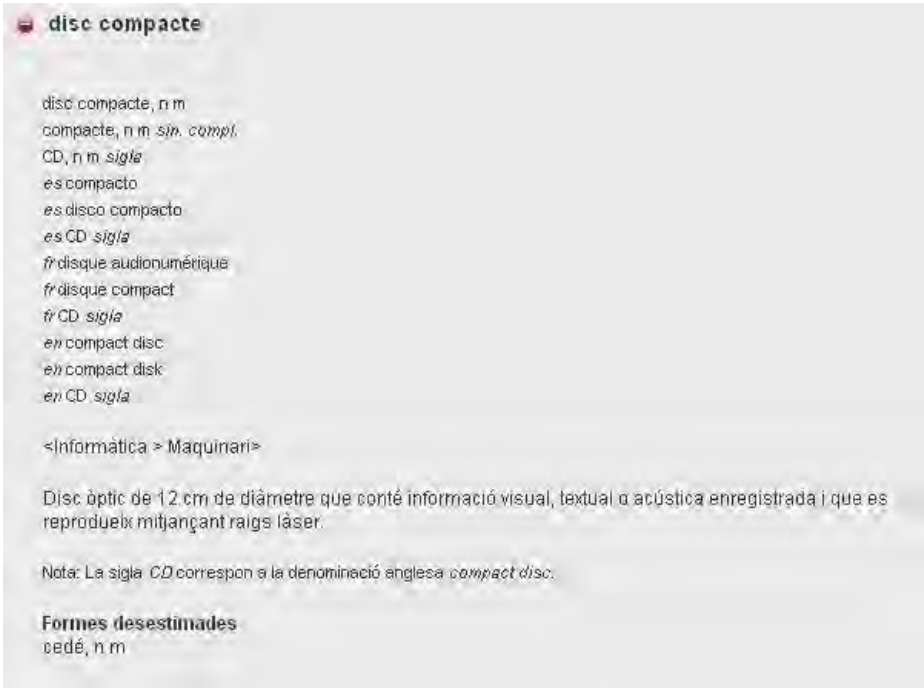 disc compacte
disc compacte, n m
compacte, n m sin. compl.
CD, n m sigla
es compacto
es disco compacto
es CD sigla
fr disque audionumérique
fr disque compact
fr CD sigla
en compact disc
en compact disk
en CD sigla
<Informàtica > Maquinari>
Disc òptic de 12 cm de diàmetre que conté informació visual, textual o acústica enregistrada i que es
reprodueix mitjançant raigs làser.
Nota: La sigla CD correspon a la denominació anglesa compact disc.
Formes desestimades
cedé, n m